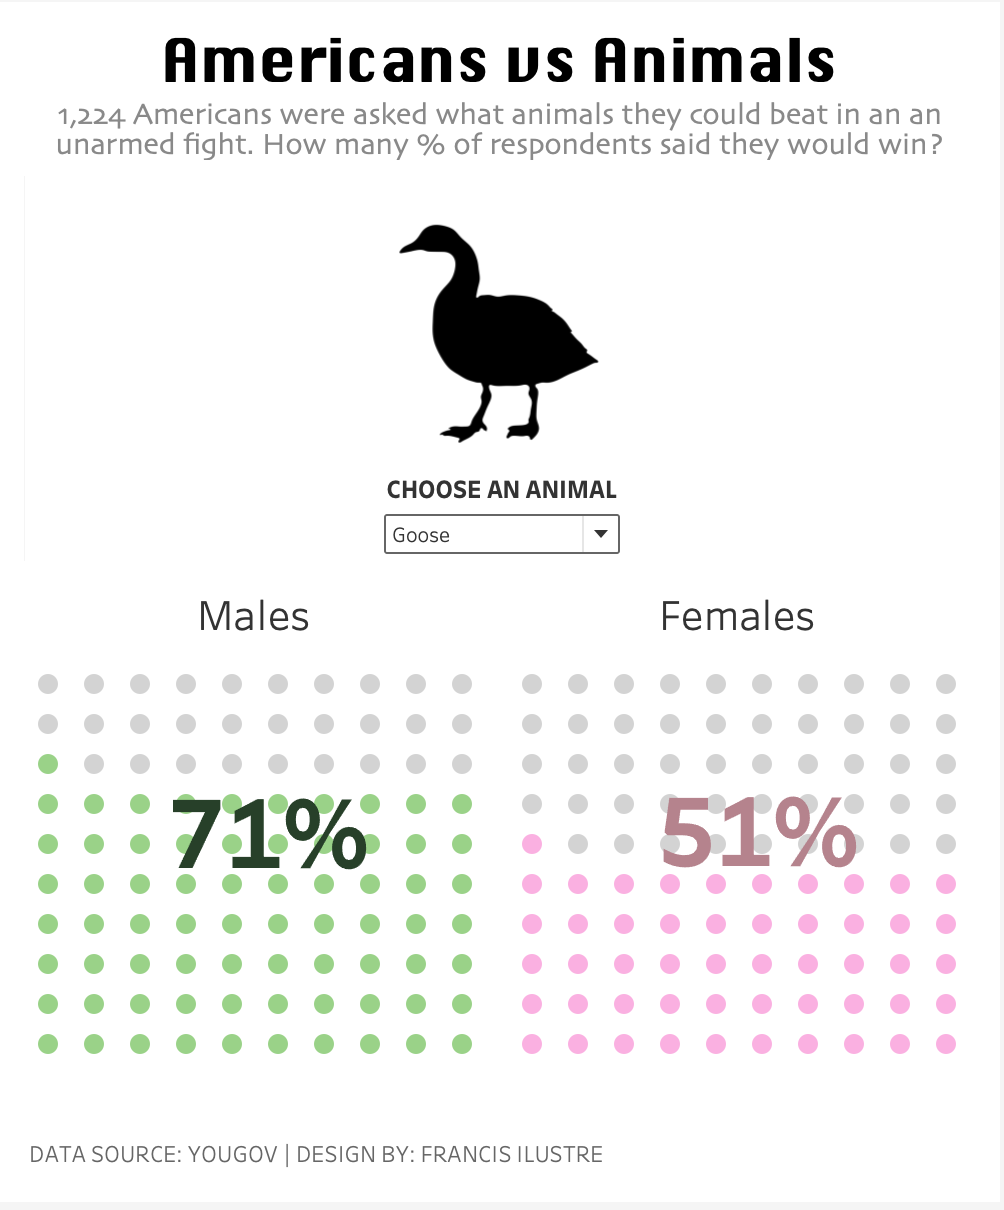 Americans vs Animals
1,224 Americans were asked what animals they could beat in an an
unarmed fight. How many % of respondents said they would win?
CHOOSE AN ANIMAL
Goose
Males
Females
71%
51%
DATA SOURCE: YOUGOV | DESIGN BY: FRANCIS ILUSTRE